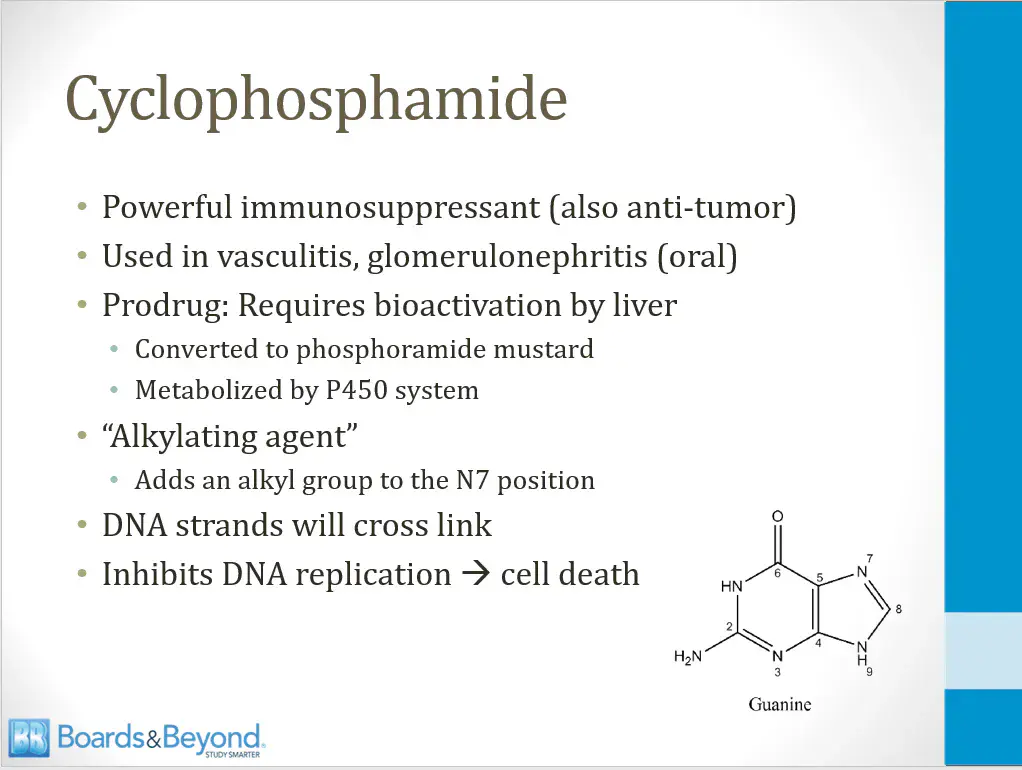 Cyclophosphamide
• Powerful immunosuppressant (also anti-tumor)
• Used in vasculitis, glomerulonephritis (oral)
• Prodrug: Requires bioactivation by liver
• Converted to phosphoramide mustard
• Metabolized by P450 system
• “Alkylating agent”
• Adds an alkyl group to the N7 position
• DNA strands will cross link
• Inhibits DNA replication → cell death
O
6
5
7
N
HN
8
2
4
N
H
9
H₂N
N
3
Guanine
BB Boards&Beyond.
STUDY SMARTER